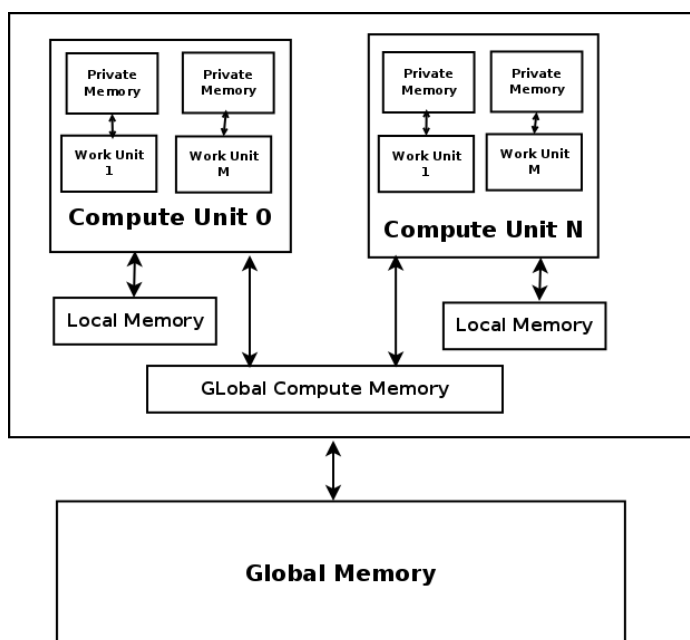 Private
Memory
Private
Memory
Work Unit
1
Work Unit
M
Compute Unit 0
Private
Memory
Private
Memory
Work Unit
1
Work Unit
M
Compute Unit N
Local Memory
Local Memory
GLobal Compute Memory
Global Memory